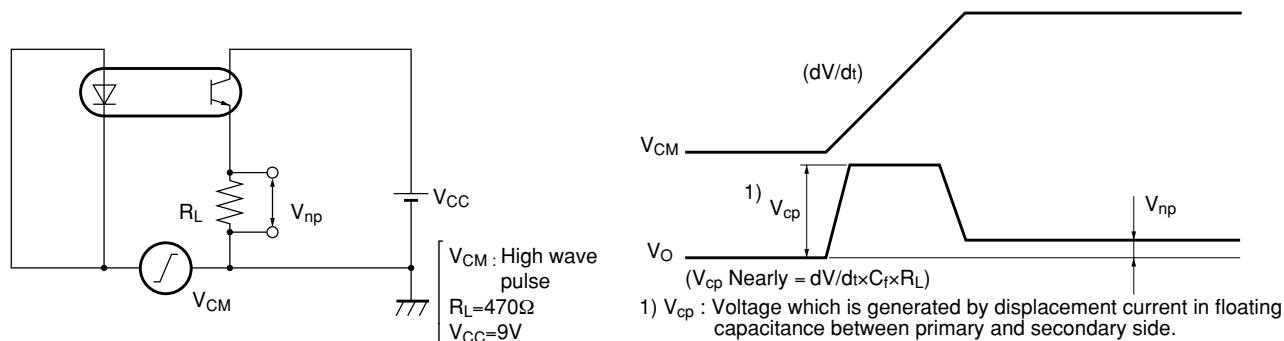 R_L
V_np
V_CC
V_CM
V_CM : High wave
pulse
R_L=470Ω
V_CC=9V
(dV/dt)
V_CM
1)
V_cp
V_np
V_O
(V_cp Nearly = dV/dt×C_f×R_L)
1) V_cp : Voltage which is generated by displacement current in floating
capacitance between primary and secondary side.